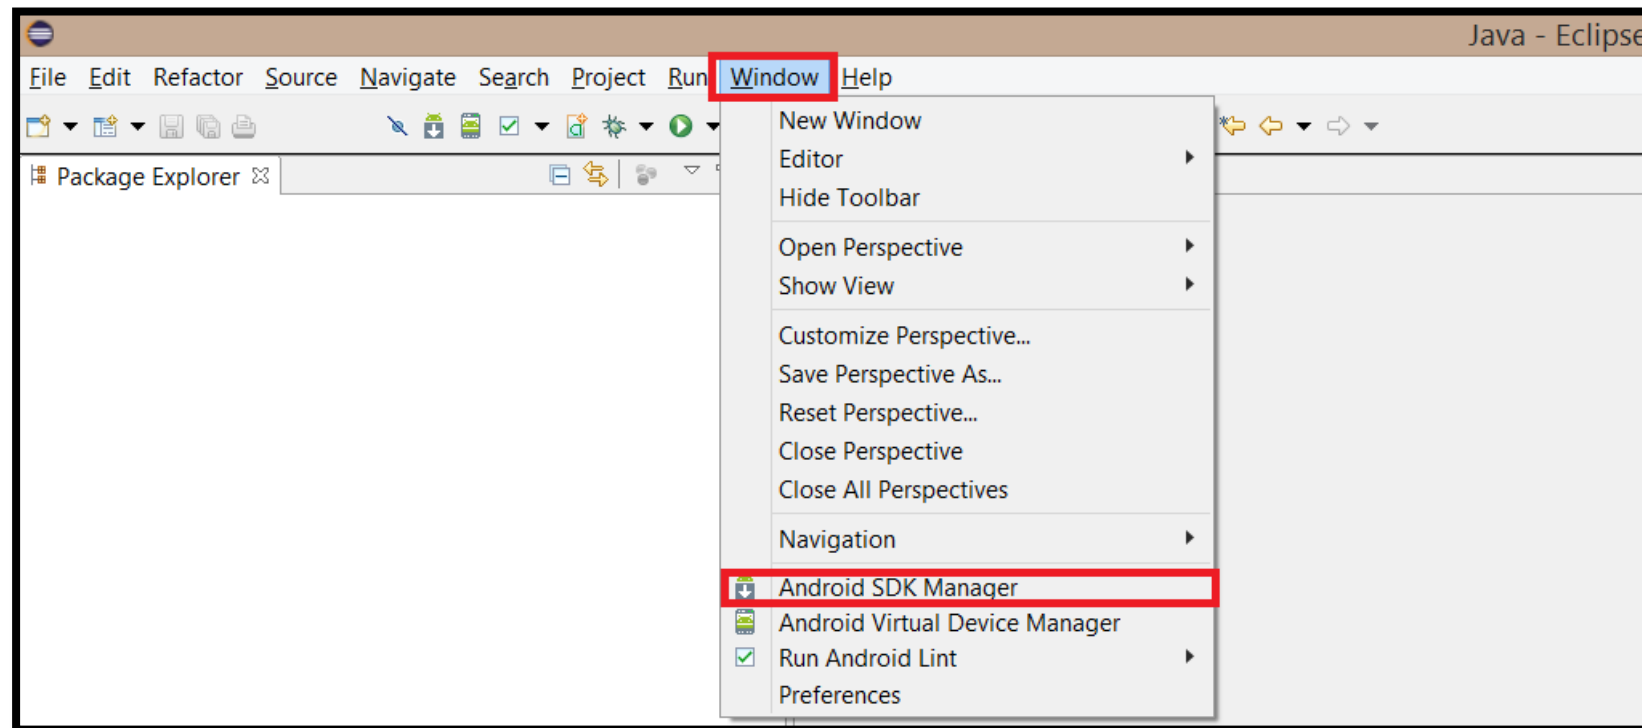 Java - Eclipse
File Edit Refactor Source Navigate Search Project Run Window Help
Package Explorer
New Window
Editor
Hide Toolbar
Open Perspective
Show View
Customize Perspective...
Save Perspective As...
Reset Perspective...
Close Perspective
Close All Perspectives
Navigation
Android SDK Manager
Android Virtual Device Manager
Run Android Lint
Preferences